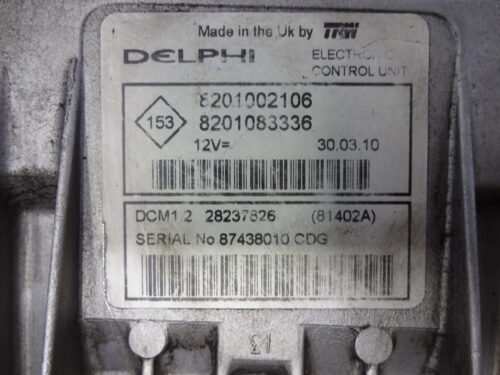 Made in the Uk by TRW
DELPHI ELECTRONIC
CONTROL UNIT
8201002106
153 8201083336
12V= 30.03.10
DCM1.2 28237826 (81402A)
SERIAL No 87438010 CDG